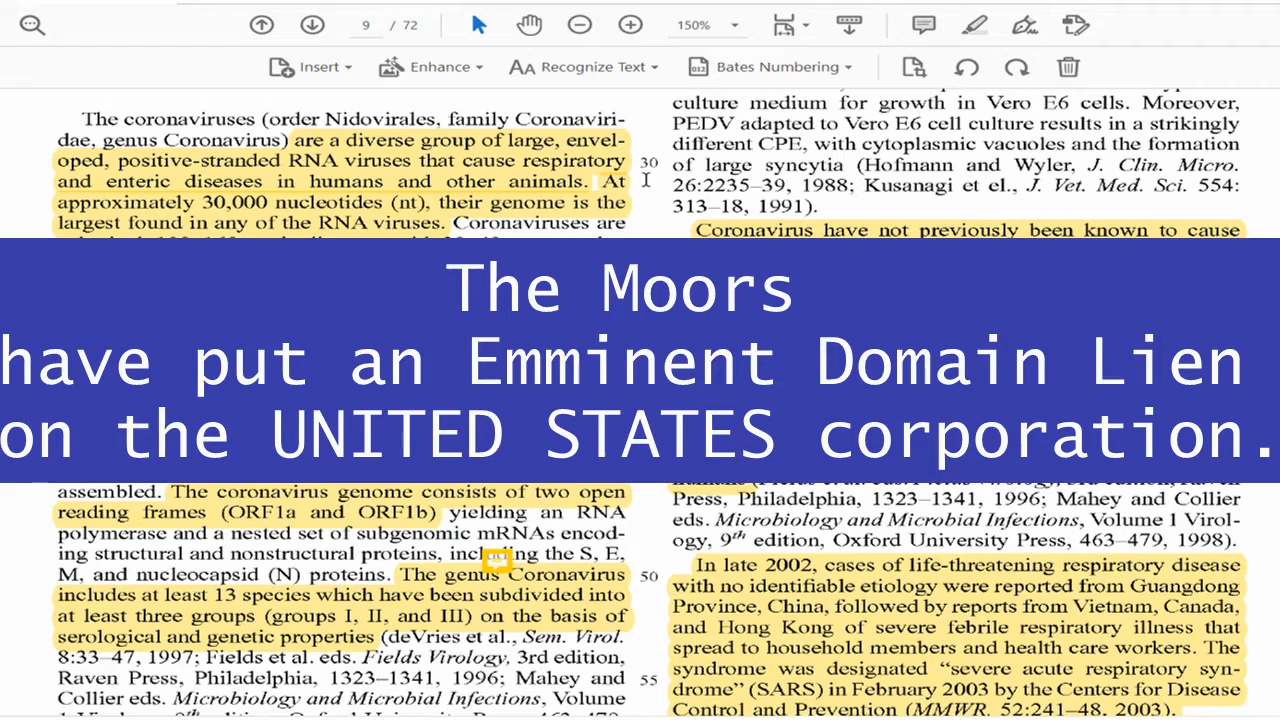 9 / 72
150%
Insert
Enhance
Recognize Text
Bates Numbering
The coronaviruses (order Nidovirales, family Coronaviri-
dae, genus Coronavirus) are a diverse group of large, envel-
oped, positive-stranded RNA viruses that cause respiratory
and enteric diseases in humans and other animals. At
approximately 30,000 nucleotides (nt), their genome is the
largest found in any of the RNA viruses. Coronaviruses are
30
culture medium for growth in Vero E6 cells. Moreover,
PEDV adapted to Vero E6 cell culture results in a strikingly
different CPE, with cytoplasmic vacuoles and the formation
of large syncytia (Hofmann and Wyler, J. Clin. Micro.
26:2235–39, 1988; Kusanagi et el., J. Vet. Med. Sci. 554:
313–18, 1991).
Coronavirus have not previously been known to cause
The Moors
have put an Emminent Domain Lien
on the UNITED STATES corporation.
assembled. The coronavirus genome consists of two open
reading frames (ORF1a and ORF1b) yielding an RNA
polymerase and a nested set of subgenomic mRNAs encod-
ing structural and nonstructural proteins, including the S, E,
M, and nucleocapsid (N) proteins. The genus Coronavirus
includes at least 13 species which have been subdivided into
at least three groups (groups I, II, and III) on the basis of
serological and genetic properties (deVries et al., Sem. Virol.
8:33–47, 1997; Fields et al. eds. Fields Virology, 3rd edition,
Raven Press, Philadelphia, 1323–1341, 1996; Mahey and
Collier eds. Microbiology and Microbial Infections, Volume
50
55
Press, Philadelphia, 1323–1341, 1996; Mahey and Collier
eds. Microbiology and Microbial Infections, Volume 1 Virol-
ogy, 9th edition, Oxford University Press, 463–479, 1998).
In late 2002, cases of life-threatening respiratory disease
with no identifiable etiology were reported from Guangdong
Province, China, followed by reports from Vietnam, Canada,
and Hong Kong of severe febrile respiratory illness that
spread to household members and health care workers. The
syndrome was designated “severe acute respiratory syn-
drome” (SARS) in February 2003 by the Centers for Disease
Control and Prevention (MMWR. 52:241–48, 2003).